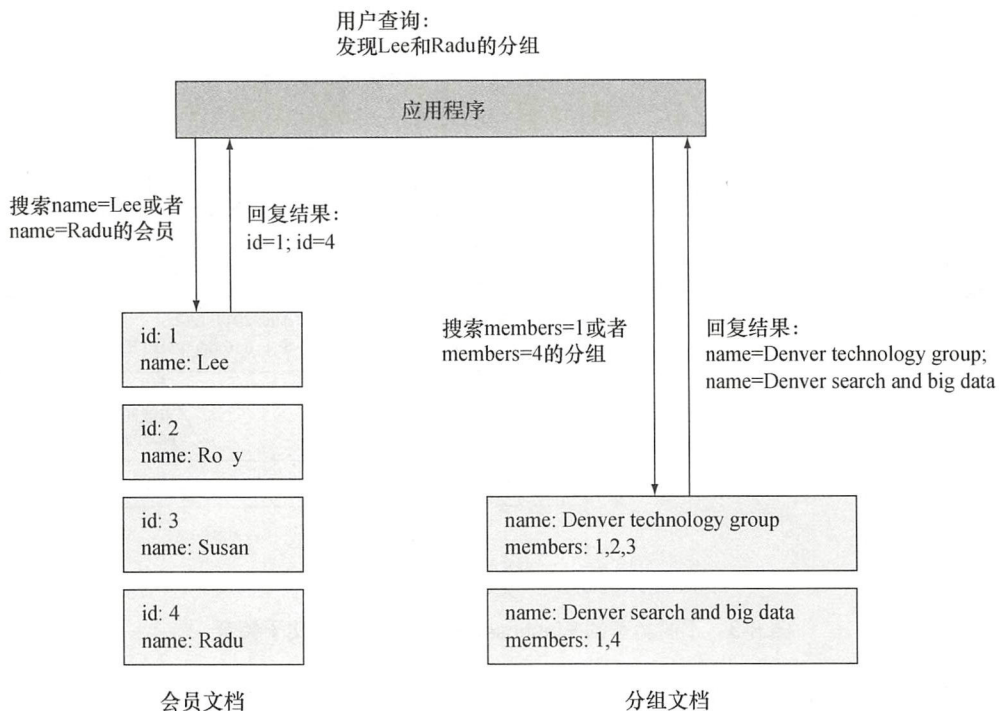 用户查询：
发现Lee和Radu的分组
应用程序
搜索name=Lee或者
name=Radu的会员
回复结果：
id=1; id=4
搜索members=1或者
members=4的分组
回复结果：
name=Denver technology group;
name=Denver search and big data
id: 1
name: Lee
id: 2
name: Ro y
id: 3
name: Susan
id: 4
name: Radu
name: Denver technology group
members: 1,2,3
name: Denver search and big data
members: 1,4
会员文档
分组文档